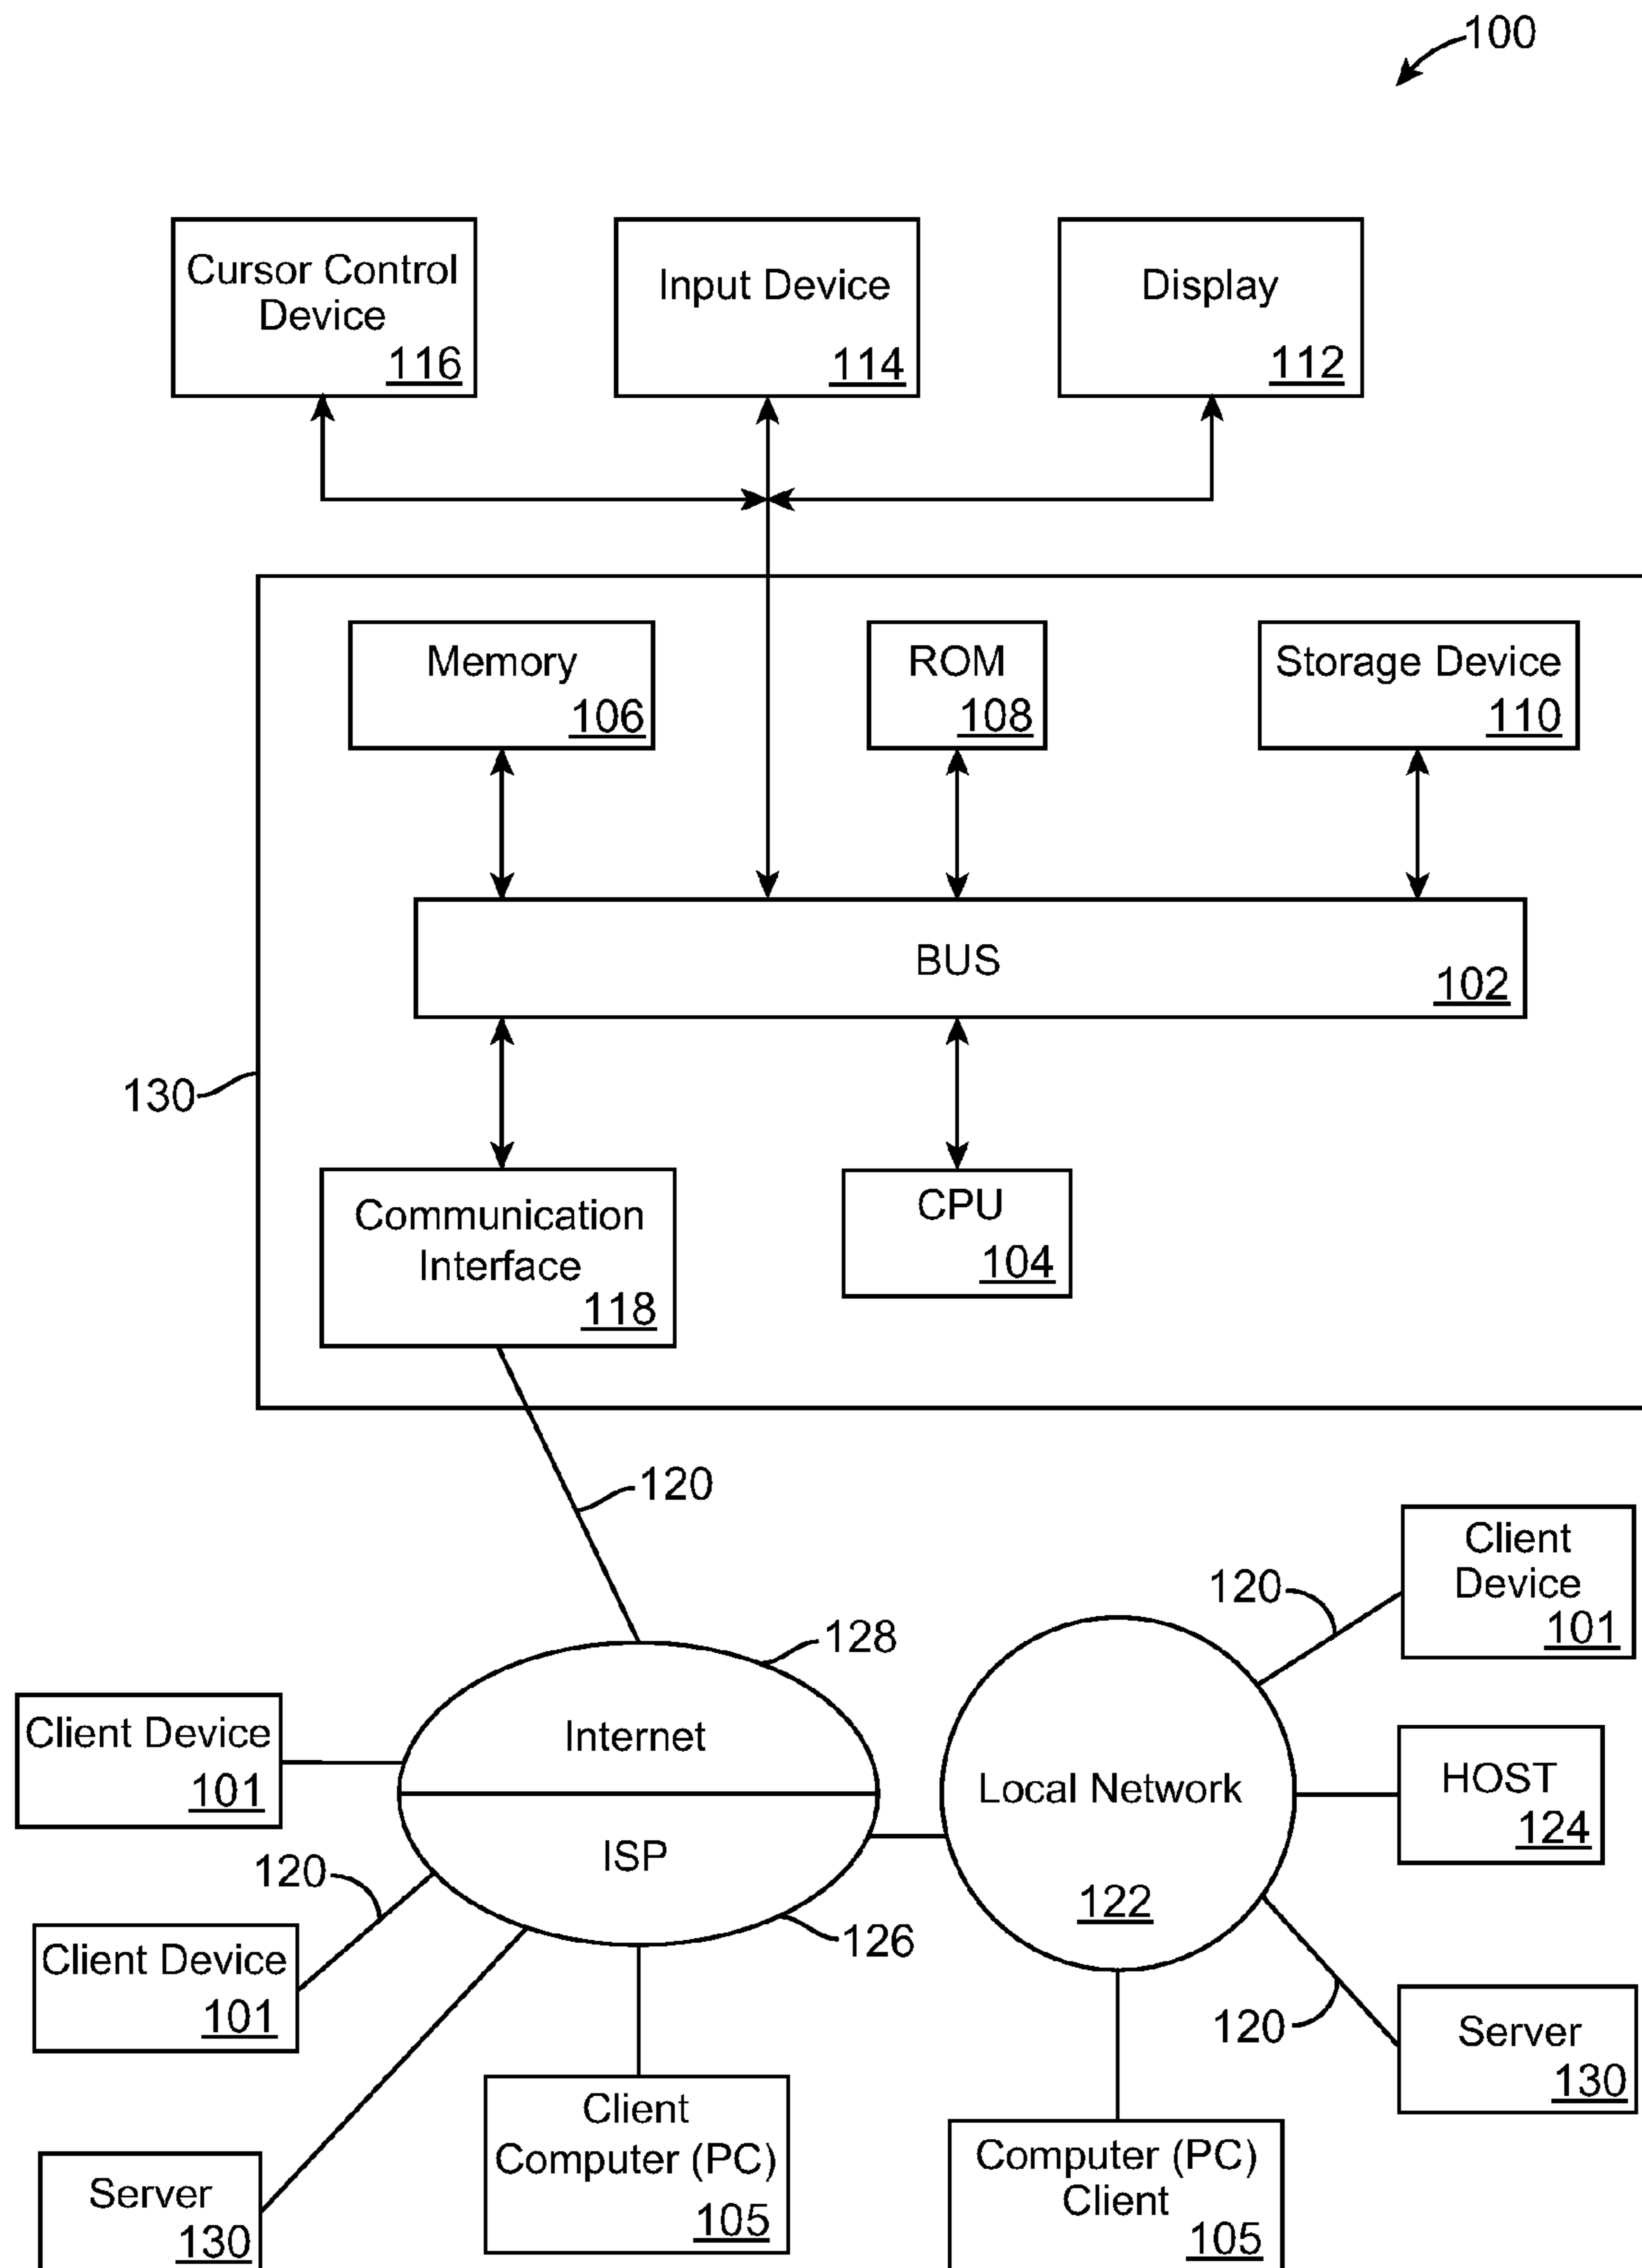 100
Cursor Control
Device
116
Input Device
114
Display
112
Memory
106
ROM
108
Storage Device
110
BUS
102
130
Communication
Interface
118
CPU
104
120
Client
Device
101
120
128
Internet
Client Device
101
Local Network
122
HOST
124
ISP
120
126
Client Device
101
120
Server
130
Client
Computer (PC)
105
Computer (PC)
Client
105
Server
130